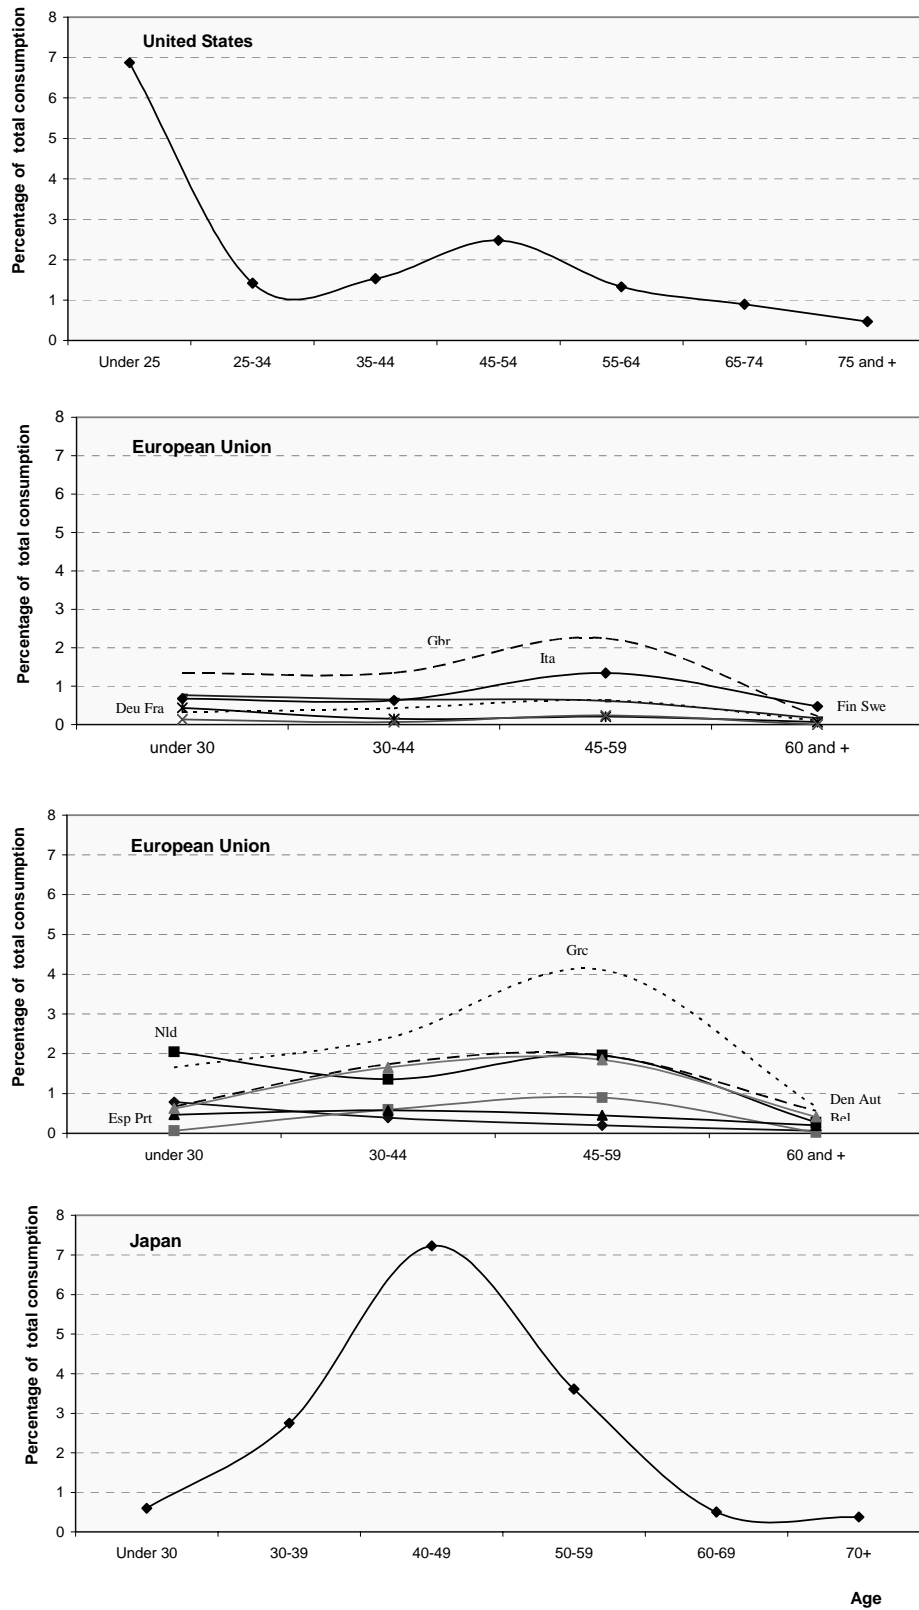 United States
Percentage of total consumption
8
7
6
5
4
3
2
1
0
Under 25 25-34 35-44 45-54 55-64 65-74 75 and +
European Union
Percentage of total consumption
8
7
6
5
4
3
2
1
0
Gbr
Ita
Deu Fra
Fin Swe
under 30 30-44 45-59 60 and +
European Union
Percentage of total consumption
8
7
6
5
4
3
2
1
0
Grc
Nld
Esp Prt
Den Aut
Bel
under 30 30-44 45-59 60 and +
Japan
Percentage of total consumption
8
7
6
5
4
3
2
1
0
Under 30 30-39 40-49 50-59 60-69 70+
Age